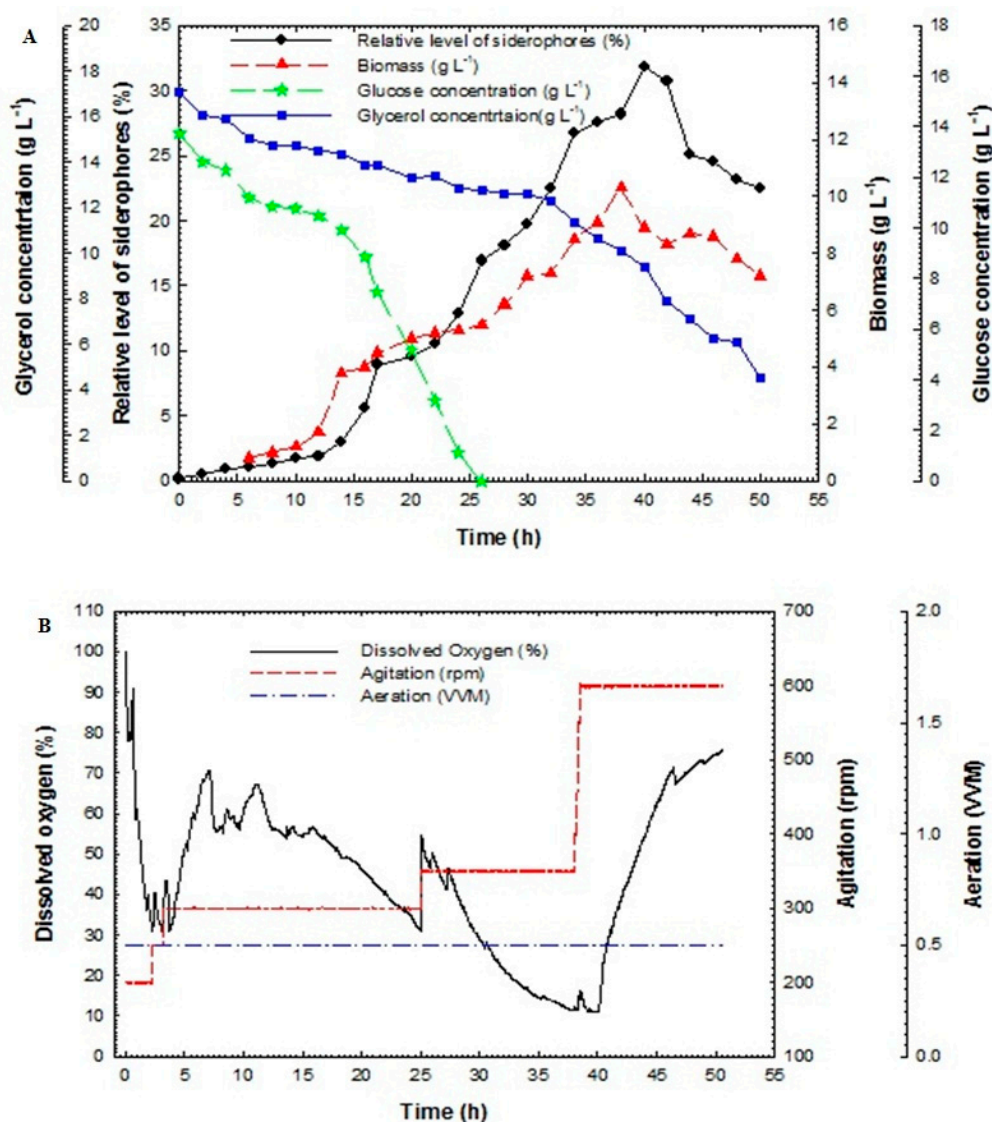 A
Relative level of siderophores (%)
Biomass (g L⁻¹)
Glucose concentration (g L⁻¹)
Glycerol concentrtaion(g L⁻¹)
Glycerol concentrtaion (g L⁻¹)
0 2 4 6 8 10 12 14 16 18 20
Relative level of siderophores (%)
0 5 10 15 20 25 30 35
Biomass (g L⁻¹)
0 2 4 6 8 10 12 14 16
Glucose concentration (g L⁻¹)
0 2 4 6 8 10 12 14 16 18
0 5 10 15 20 25 30 35 40 45 50 55
Time (h)
B
Dissolved Oxygen (%)
Agitation (rpm)
Aeration (VVM)
Dissolved oxygen (%)
0 10 20 30 40 50 60 70 80 90 100 110
Agitation (rpm)
100 200 300 400 500 600 700
Aeration (VVM)
0.0 0.5 1.0 1.5 2.0
0 5 10 15 20 25 30 35 40 45 50 55
Time (h)